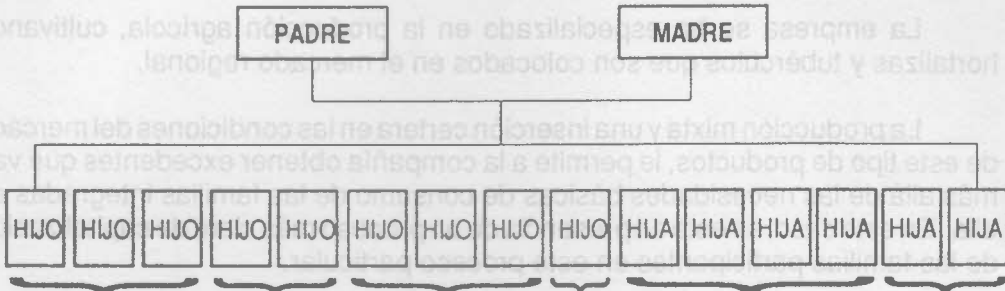 La empresa se ha especializado en la producción agrícola,
PADRE MADRE
hortalizas y tubérculos que son colocados en el mercado regional.
La producción mixta y una inserción certera en las condiciones del
de este tipo de productos, le permite a la compañía obtener excedentes que
más allá de las necesidades básicas de consumo de las familias integradas
HIJO HIJO HIJO HIJO HIJO HIJO HIJO HIJO HIJO HIJA HIJA HIJA HIJA HIJA HIJA
de las familias participantes en este proceso particular.